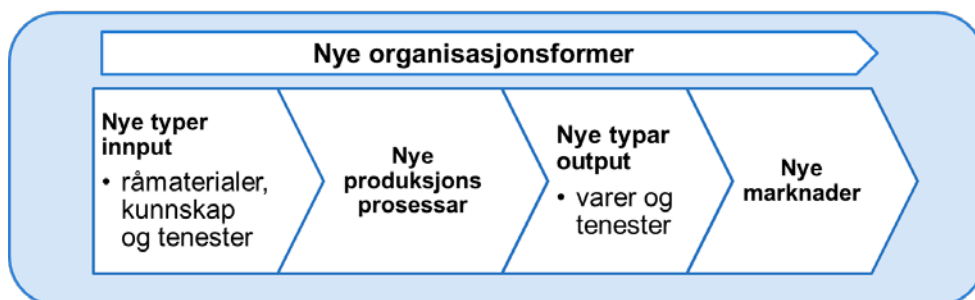 Nye organisasjonsformer
Nye typer
innput
• råmaterialer,
kunnskap
og tenester
Nye
produksjons
prosessar
Nye typar
output
• varer og
tenester
Nye
marknader